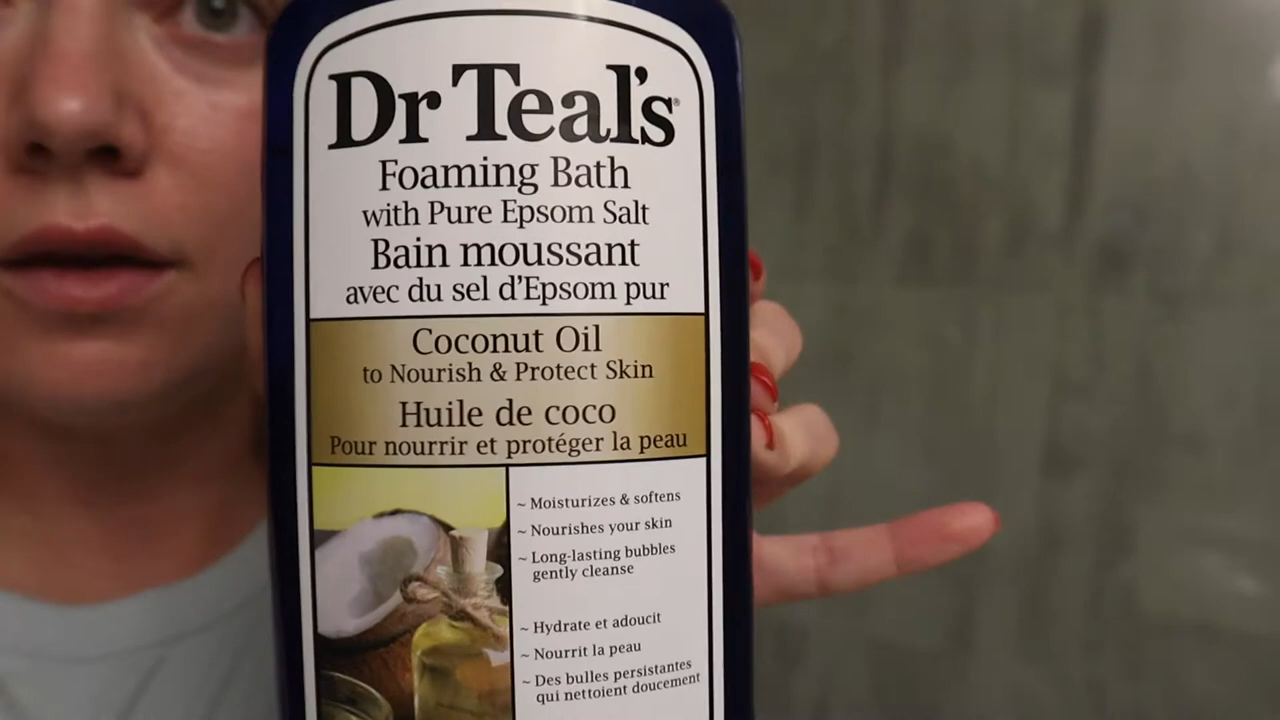 Dr Teal's®
Foaming Bath
with Pure Epsom Salt
Bain moussant
avec du sel d'Epsom pur
Coconut Oil
to Nourish & Protect Skin
Huile de coco
Pour nourrir et protéger la peau
~ Moisturizes & softens
~ Nourishes your skin
~ Long-lasting bubbles
gently cleanse
~ Hydrate et adoucit
~ Nourrit la peau
~ Des bulles persistantes
qui nettoient doucement